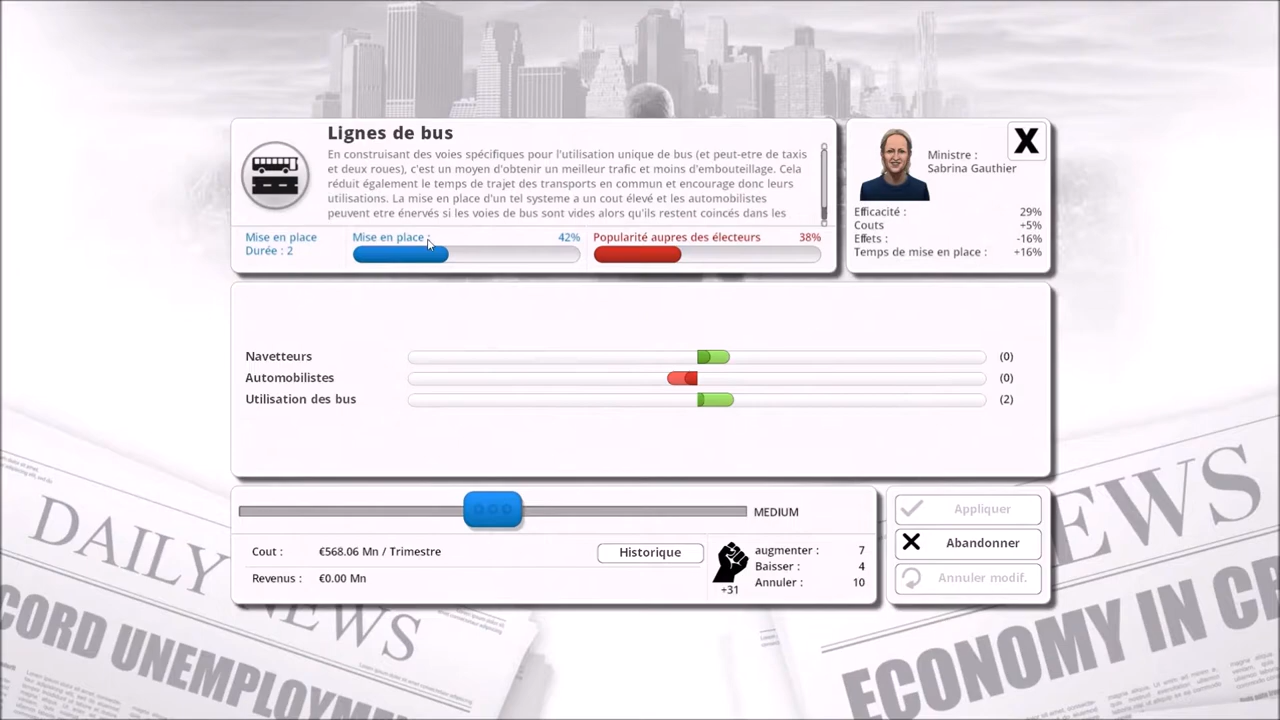 Lignes de bus
En construisant des voies spécifiques pour l'utilisation unique de bus (et peut-etre de taxis
et deux roues), c'est un moyen d'obtenir un meilleur trafic et moins d'embouteillage. Cela
réduit également le temps de trajet des transports en commun et encourage donc leurs
utilisations. La mise en place d'un tel systeme a un cout élevé et les automobilistes
peuvent etre énervés si les voies de bus sont vides alors qu'ils restent coincés dans les
Mise en place
Durée : 2
Mise en place :
42%
Popularité aupres des électeurs
38%
X
Ministre :
Sabrina Gauthier
Efficacité : 29%
Couts +5%
Effets : -16%
Temps de mise en place : +16%
Navetteurs (0)
Automobilistes (0)
Utilisation des bus (2)
MEDIUM
Cout : €568.06 Mn / Trimestre
Historique
Revenus : €0.00 Mn
+31
augmenter : 7
Baisser : 4
Annuler : 10
Appliquer
Abandonner
Annuler modif.
DAILY NEWS
CORD UNEMPLOYM
EWS
ECONOMY IN CR